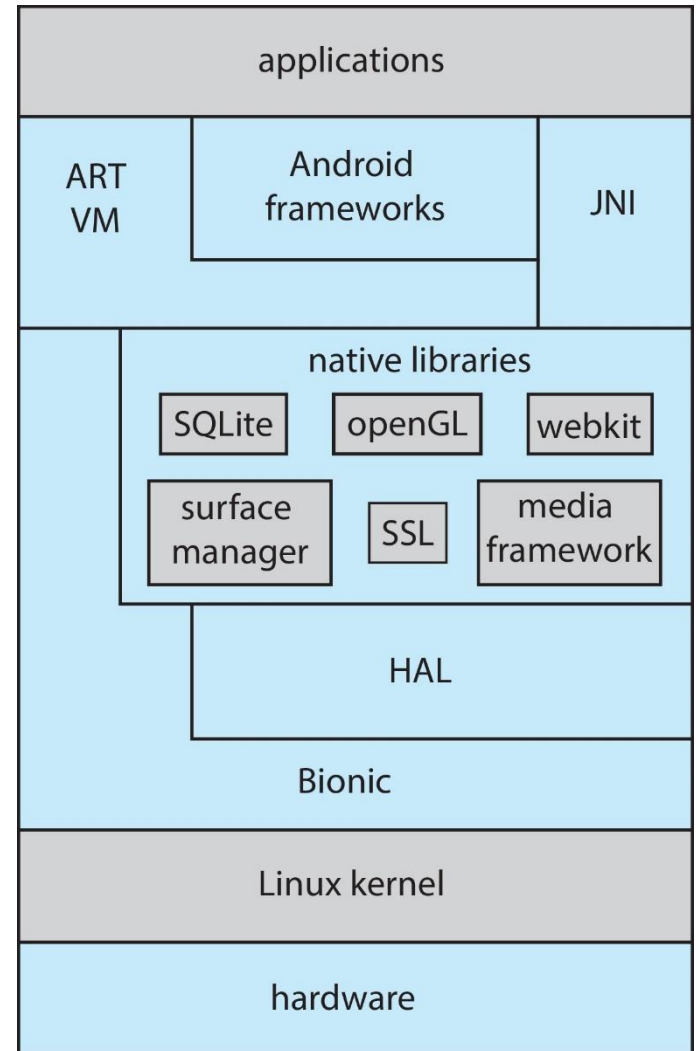 applications
ART
VM
Android
frameworks
JNI
native libraries
SQLite
openGL
webkit
surface
manager
SSL
media
framework
HAL
Bionic
Linux kernel
hardware